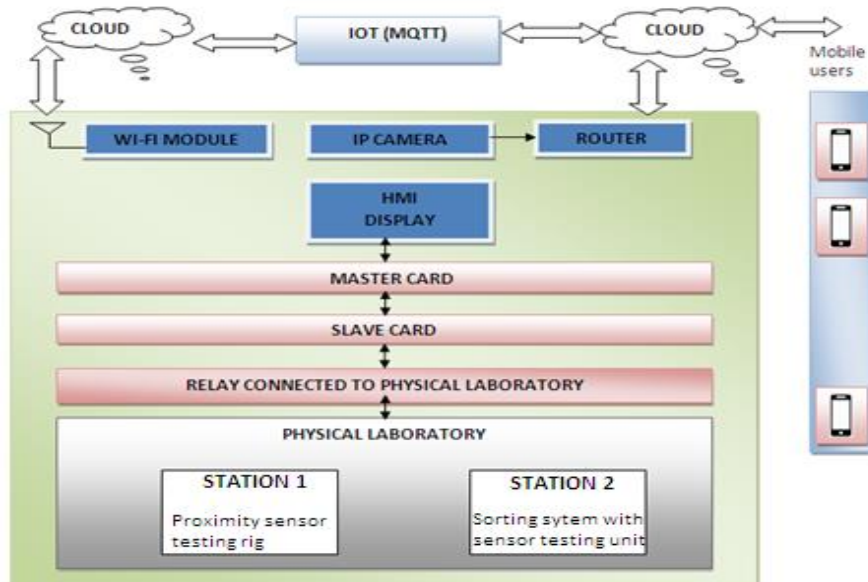 CLOUD
IOT (MQTT)
CLOUD
Mobile
users
WI-FI MODULE
IP CAMERA
ROUTER
HMI
DISPLAY
MASTER CARD
SLAVE CARD
RELAY CONNECTED TO PHYSICAL LABORATORY
PHYSICAL LABORATORY
STATION 1
Proximity sensor
testing rig
STATION 2
Sorting sytem with
sensor testing unit